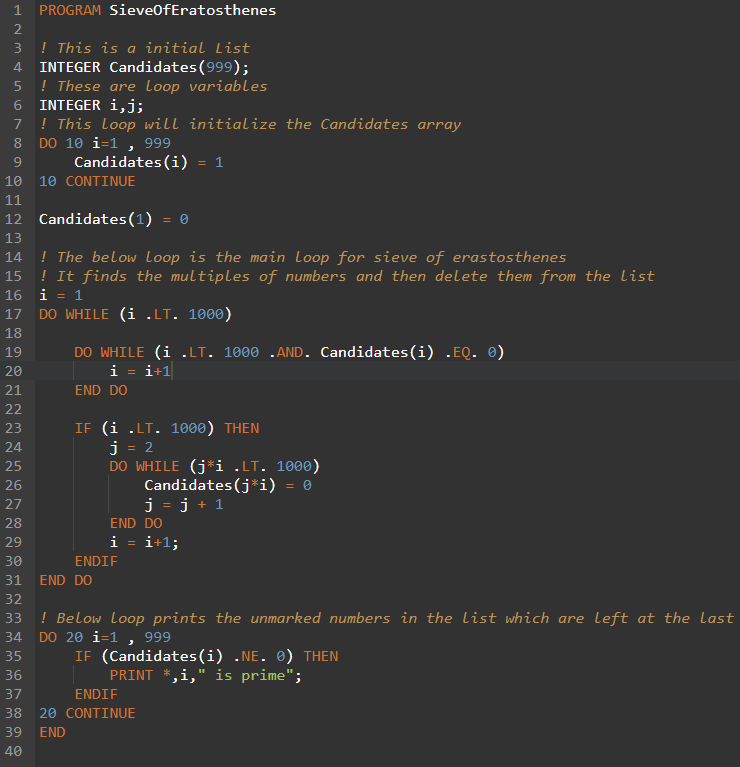 1 PROGRAM SieveOfEratosthenes
2
3 ! This is a initial List
4 INTEGER Candidates(999);
5 ! These are loop variables
6 INTEGER i,j;
7 ! This loop will initialize the Candidates array
8 DO 10 i=1 , 999
9     Candidates(i) = 1
10 10 CONTINUE
11
12 Candidates(1) = 0
13
14 ! The below loop is the main loop for sieve of erastosthenes
15 ! It finds the multiples of numbers and then delete them from the list
16 i = 1
17 DO WHILE (i .LT. 1000)
18
19     DO WHILE (i .LT. 1000 .AND. Candidates(i) .EQ. 0)
20         i = i+1
21     END DO
22
23     IF (i .LT. 1000) THEN
24         j = 2
25         DO WHILE (j*i .LT. 1000)
26             Candidates(j*i) = 0
27             j = j + 1
28         END DO
29         i = i+1;
30     ENDIF
31 END DO
32
33 ! Below loop prints the unmarked numbers in the list which are left at the last
34 DO 20 i=1 , 999
35     IF (Candidates(i) .NE. 0) THEN
36         PRINT *,i," is prime";
37     ENDIF
38 20 CONTINUE
39 END
40